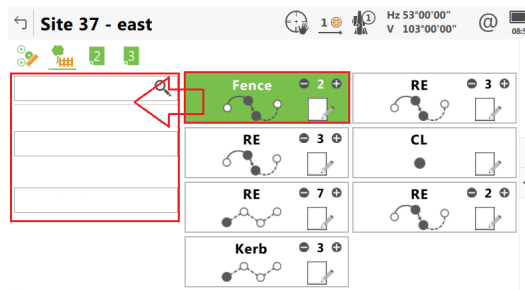 Site 37 - east
1
1
Hz 53°00'00"
V 103°00'00"
@
2
3
Fence 2
RE 3
RE 3
CL
RE 7
RE 2
Kerb 3